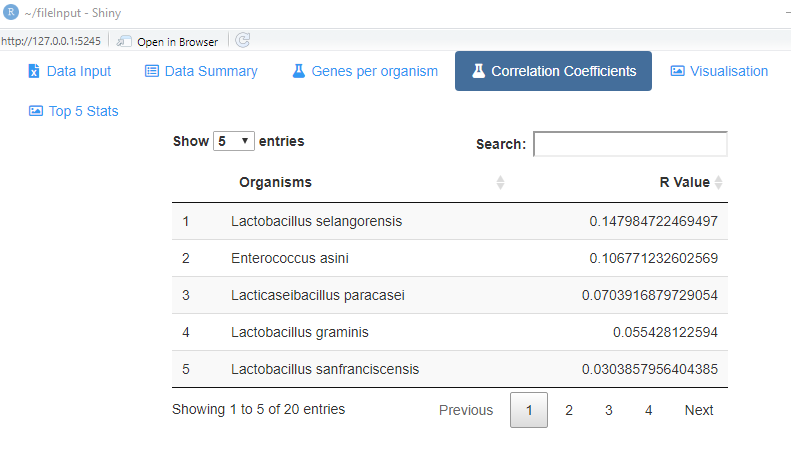 R ~/fileInput - Shiny
http://127.0.0.1:5245 Open in Browser
Data Input Data Summary Genes per organism Correlation Coefficients Visualisation
Top 5 Stats
Show 5 entries Search:
Organisms R Value
1 Lactobacillus selangorensis 0.147984722469497
2 Enterococcus asini 0.106771232602569
3 Lacticaseibacillus paracasei 0.0703916879729054
4 Lactobacillus graminis 0.055428122594
5 Lactobacillus sanfranciscensis 0.0303857956404385
Showing 1 to 5 of 20 entries Previous 1 2 3 4 Next